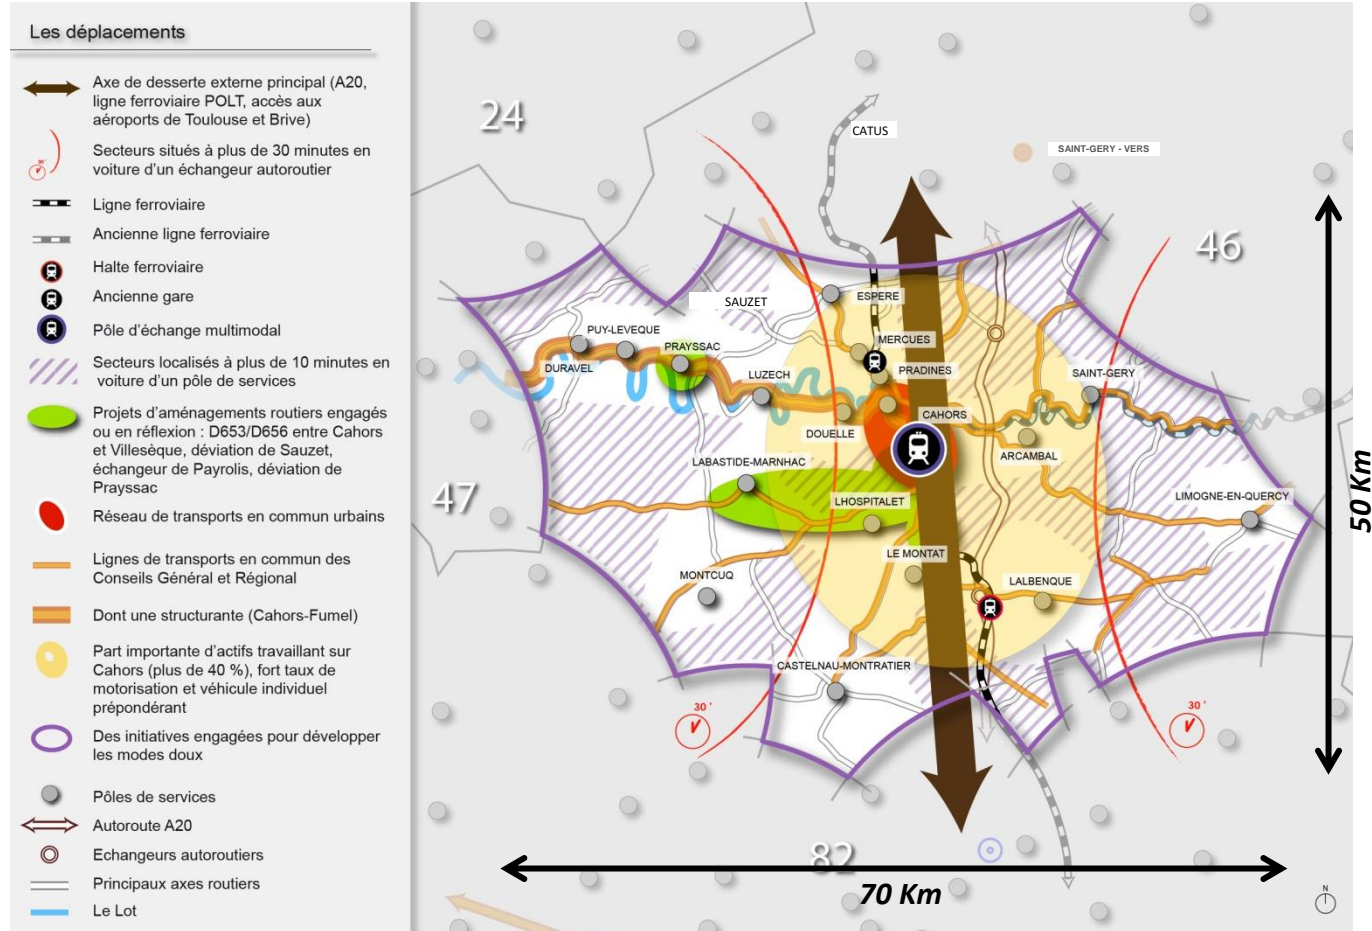 Les déplacements
Axe de desserte externe principal (A20,
ligne ferroviaire POLT, accès aux
aéroports de Toulouse et Brive)
30'
Secteurs situés à plus de 30 minutes en
voiture d'un échangeur autoroutier
Ligne ferroviaire
Ancienne ligne ferroviaire
Halte ferroviaire
Ancienne gare
Pôle d'échange multimodal
Secteurs localisés à plus de 10 minutes en
voiture d'un pôle de services
Projets d'aménagements routiers engagés
ou en réflexion : D653/D656 entre Cahors
et Villesèque, déviation de Sauzet,
échangeur de Payrolis, déviation de
Prayssac
Réseau de transports en commun urbains
Lignes de transports en commun des
Conseils Général et Régional
Dont une structurante (Cahors-Fumel)
Part importante d'actifs travaillant sur
Cahors (plus de 40 %), fort taux de
motorisation et véhicule individuel
prépondérant
Des initiatives engagées pour développer
les modes doux
Pôles de services
Autoroute A20
Echangeurs autoroutiers
Principaux axes routiers
Le Lot
24
CATUS
SAINT-GERY - VERS
46
SAUZET
ESPERE
PUY-LEVEQUE
PRAYSSAC
MERCUES
DURAVEL
LUZECH
PRADINES
SAINT-GERY
CAHORS
DOUELLE
ARCAMBAL
LABASTIDE-MARNHAC
47
LHOSPITALET
LIMOGNE-EN-QUERCY
50 Km
LE MONTAT
MONTCUQ
LALBENQUE
CASTELNAU-MONTRATIER
30 '
30 '
82
70 Km
N